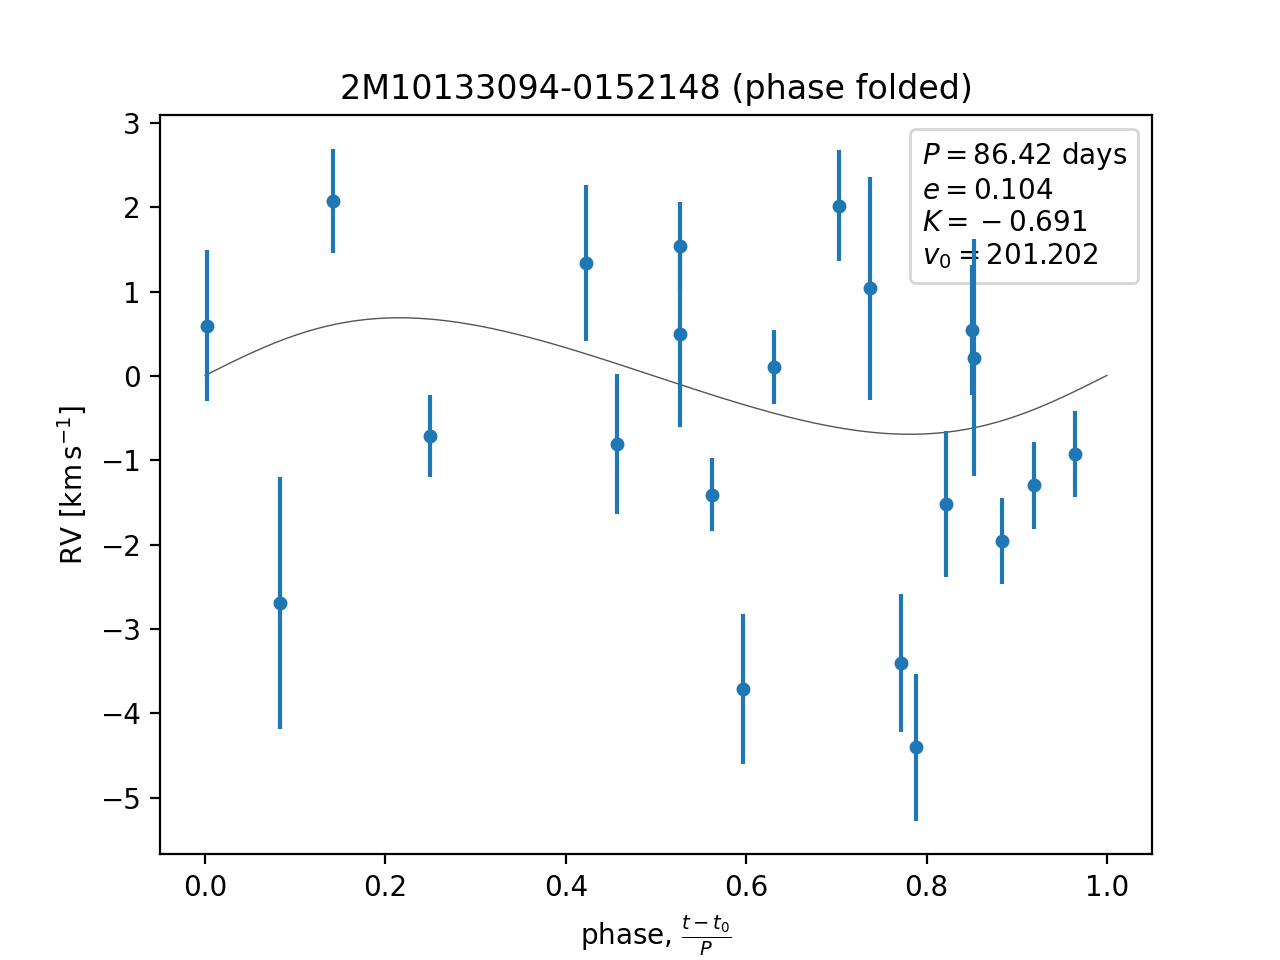 2M10133094-0152148 (phase folded)
P = 86.42 days
e = 0.104
K = −0.691
v₀ = 201.202
RV [km s⁻¹]
3
2
1
0
−1
−2
−3
−4
−5
0.0 0.2 0.4 0.6 0.8 1.0
phase, (t − t₀)/P